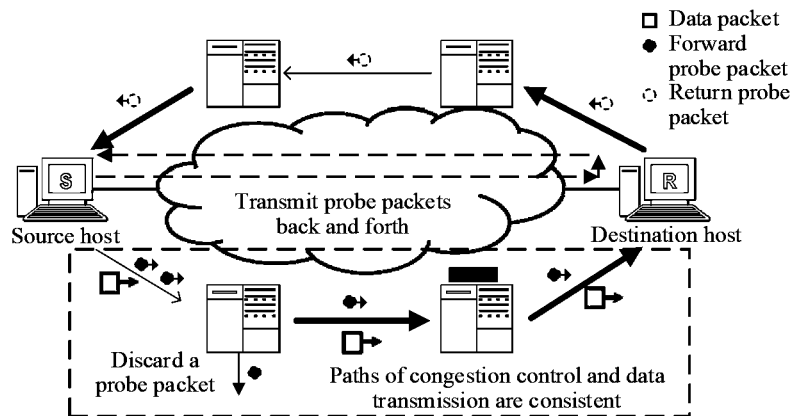 Data packet
Forward
probe packet
Return probe
packet
S
R
Transmit probe packets
back and forth
Source host
Destination host
Discard a
probe packet
Paths of congestion control and data
transmission are consistent